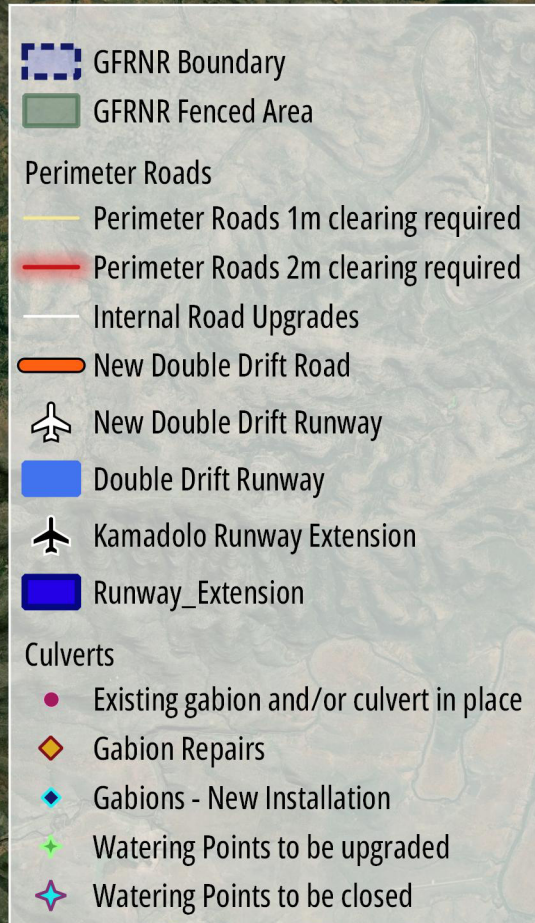 GFRNR Boundary
GFRNR Fenced Area
Perimeter Roads
Perimeter Roads 1m clearing required
Perimeter Roads 2m clearing required
Internal Road Upgrades
New Double Drift Road
New Double Drift Runway
Double Drift Runway
Kamadolo Runway Extension
Runway_Extension
Culverts
Existing gabion and/or culvert in place
Gabion Repairs
Gabions - New Installation
Watering Points to be upgraded
Watering Points to be closed